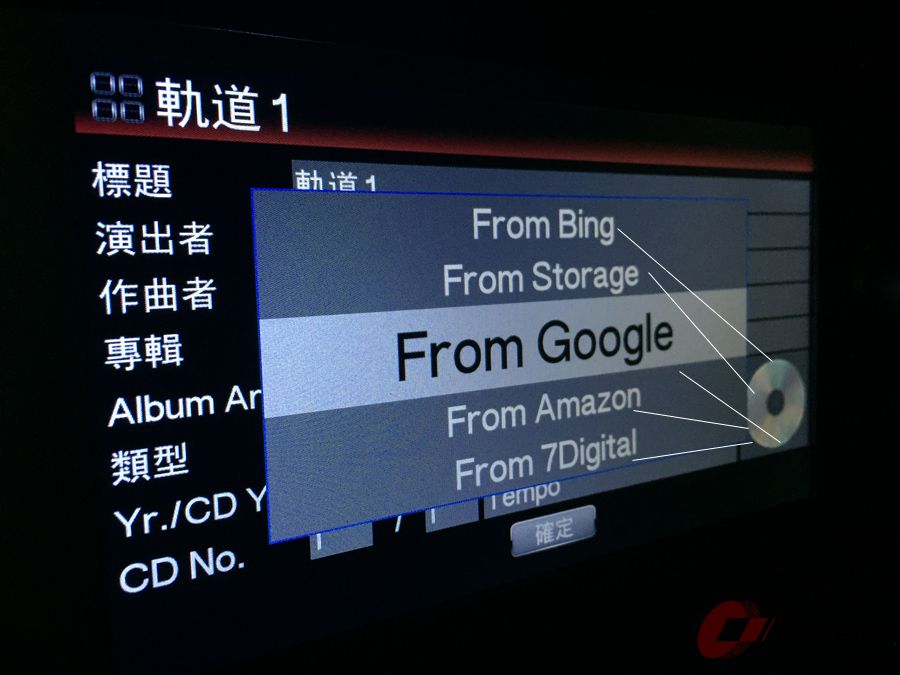 軌道 1
標題
軌道 1
演出者
作曲者
專輯
Album Ar
類型
Yr./CD Y
CD No.
From Bing
From Storage
From Google
From Amazon
From 7Digital
/
Tempo
確定